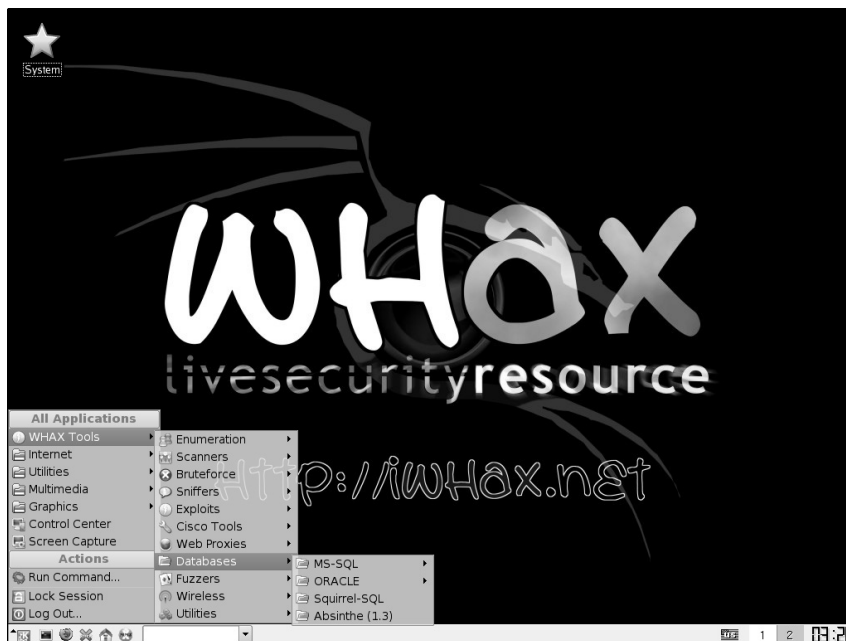 System
WHax
livesecurityresource
Http://iWHax.net
All Applications
WHAX Tools
Internet
Utilities
Multimedia
Graphics
Control Center
Screen Capture
Actions
Run Command...
Lock Session
Log Out...
Enumeration
Scanners
Bruteforce
Sniffers
Exploits
Cisco Tools
Web Proxies
Databases
Fuzzers
Wireless
Utilities
MS-SQL
ORACLE
Squirrel-SQL
Absinthe (1.3)
1 2